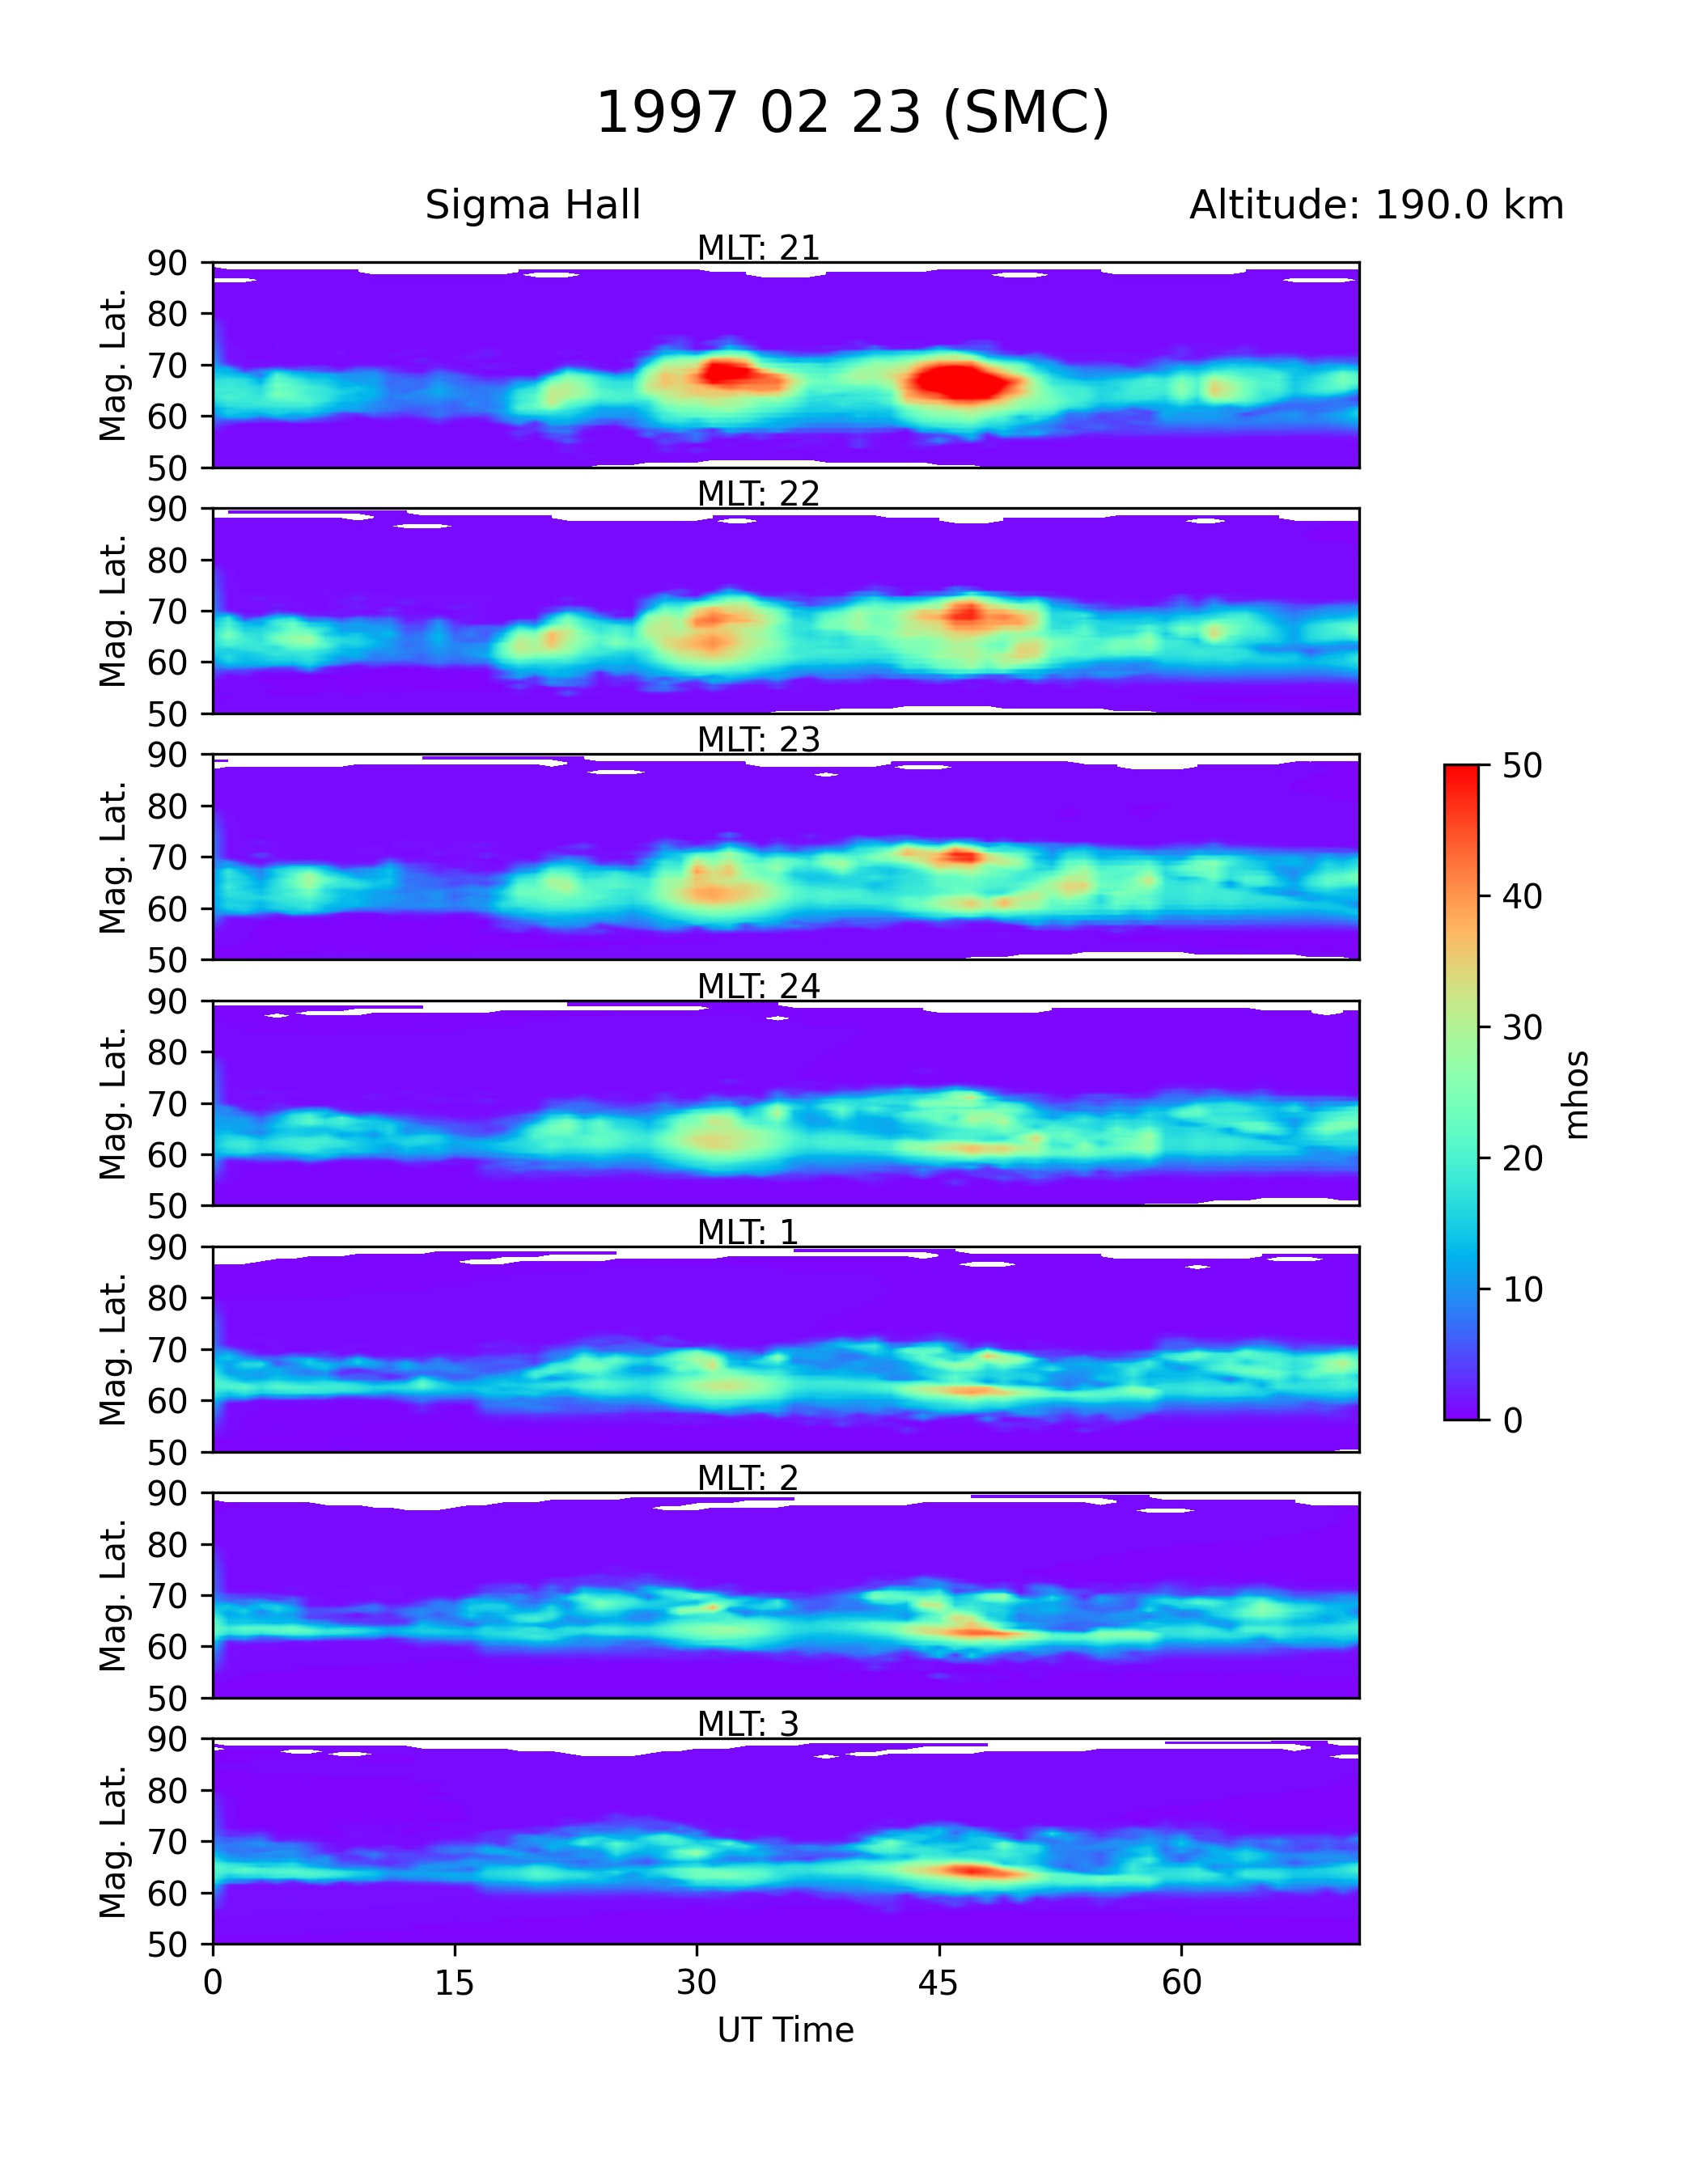 1997 02 23 (SMC)
Sigma Hall
Altitude: 190.0 km
MLT: 21
90
80
70
60
50
Mag. Lat.
MLT: 22
90
80
70
60
50
Mag. Lat.
MLT: 23
90
80
70
60
50
Mag. Lat.
MLT: 24
90
80
70
60
50
Mag. Lat.
MLT: 1
90
80
70
60
50
Mag. Lat.
MLT: 2
90
80
70
60
50
Mag. Lat.
MLT: 3
90
80
70
60
50
Mag. Lat.
0 15 30 45 60
UT Time
50
40
30
20
10
0
mhos